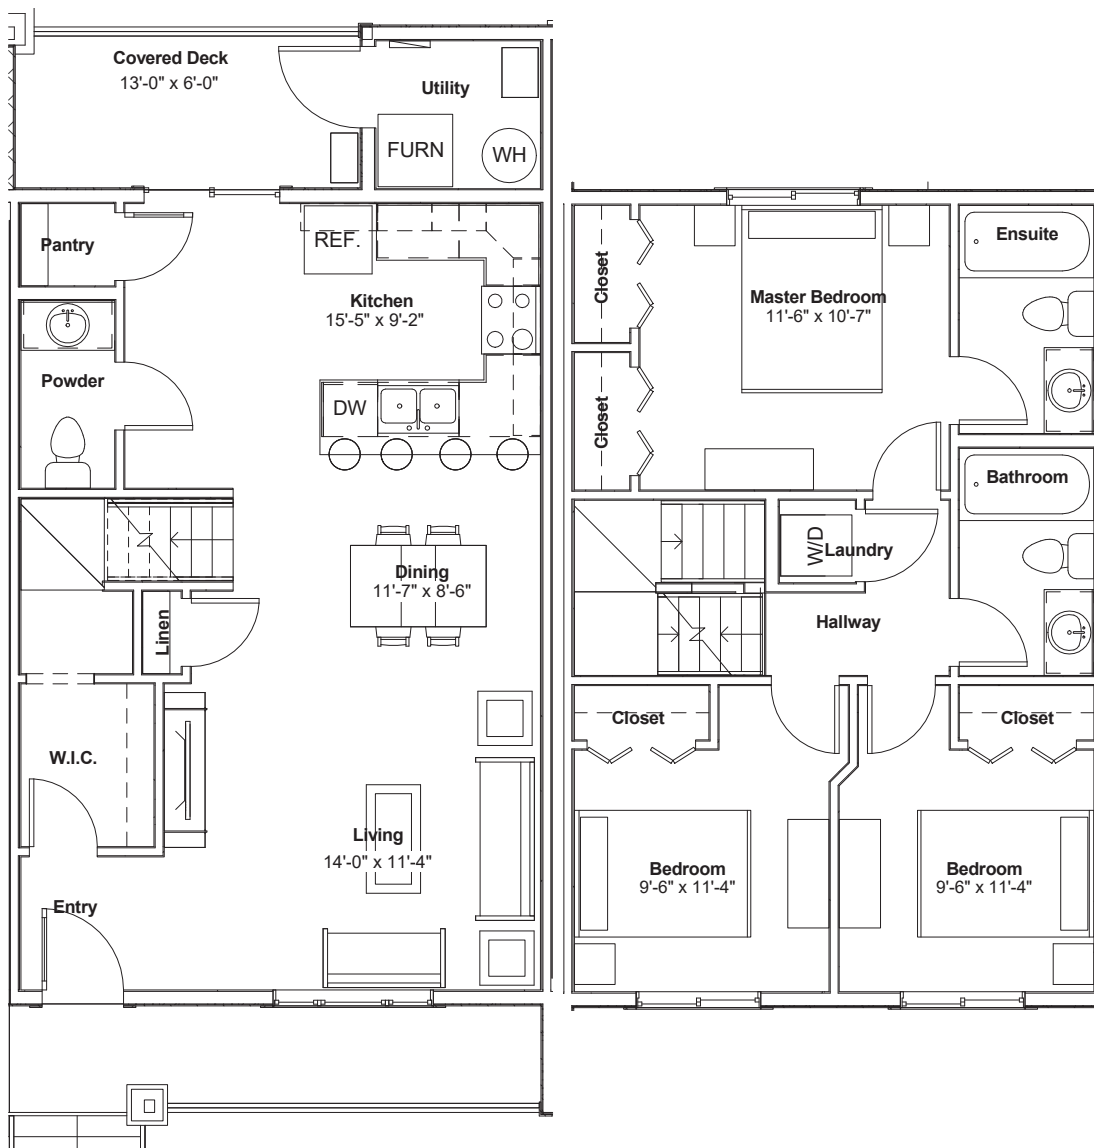 Covered Deck
13'-0" x 6'-0"
Utility
FURN
WH
Pantry
REF.
Kitchen
15'-5" x 9'-2"
Powder
DW
Dining
11'-7" x 8'-6"
Linen
W.I.C.
Living
14'-0" x 11'-4"
Entry
Closet
Master Bedroom
11'-6" x 10'-7"
Ensuite
Closet
Bathroom
W/D
Laundry
Hallway
Closet
Closet
Bedroom
9'-6" x 11'-4"
Bedroom
9'-6" x 11'-4"